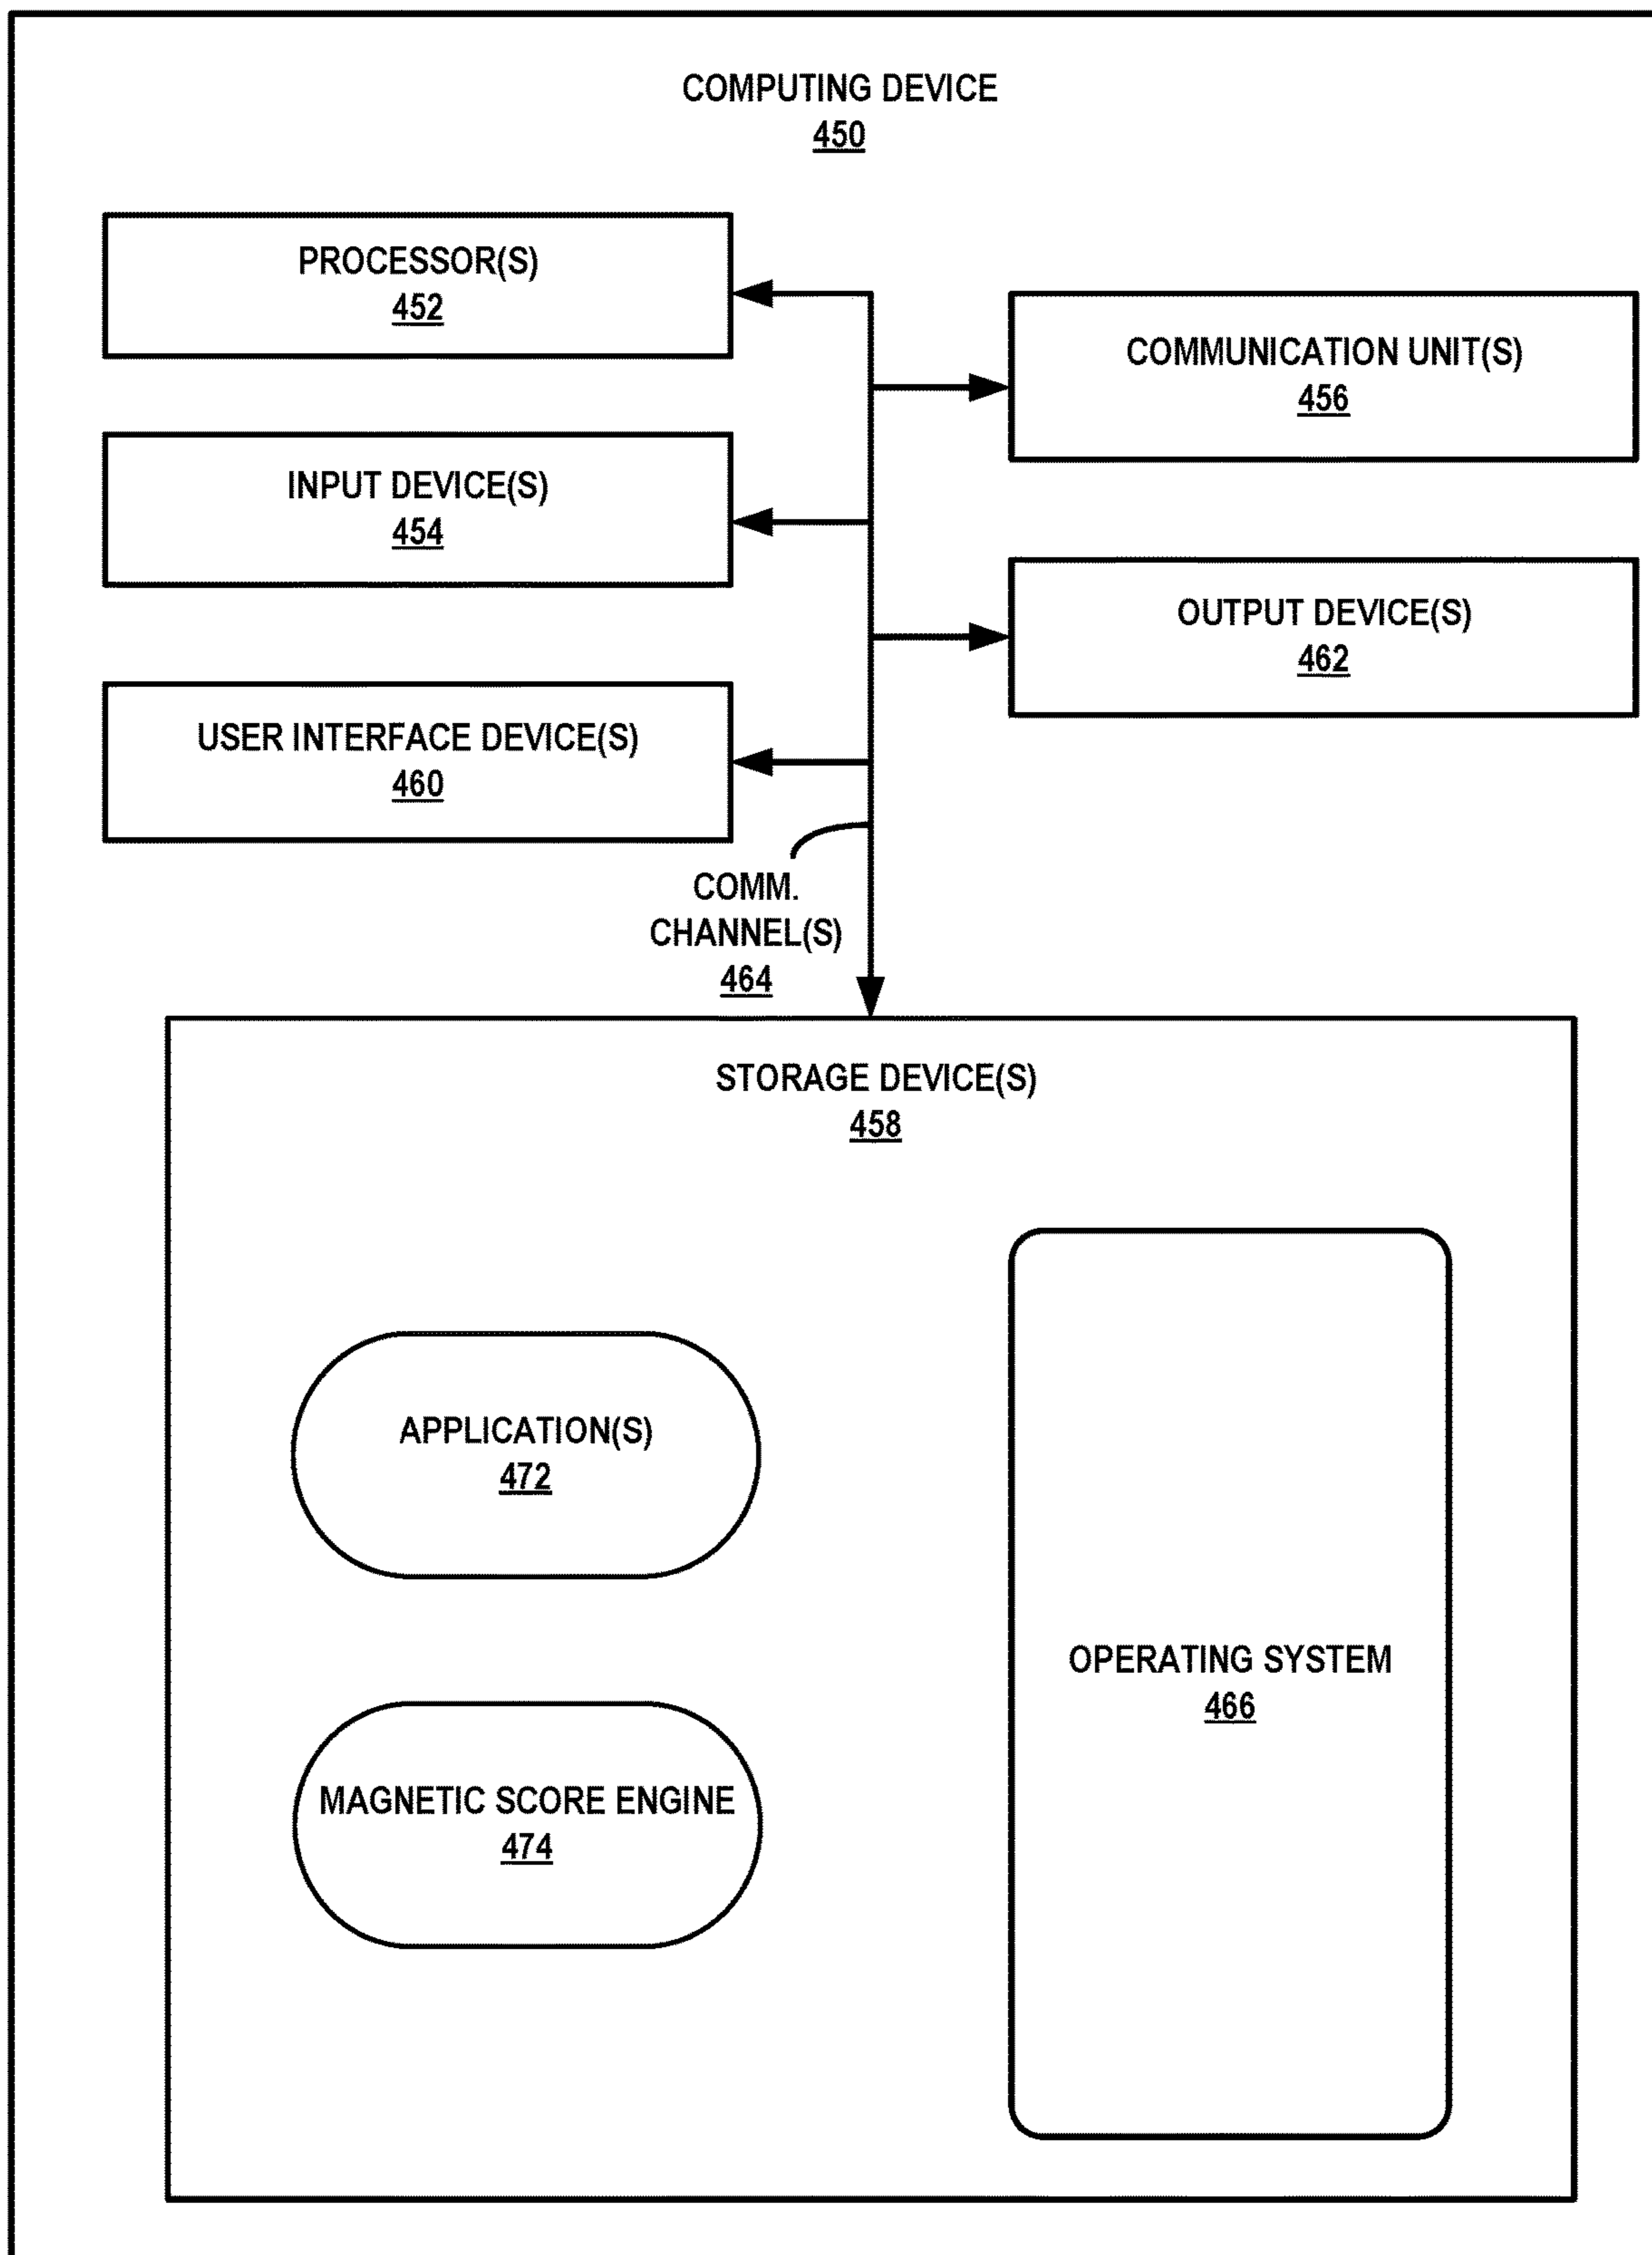 COMPUTING DEVICE
450
PROCESSOR(S)
452
COMMUNICATION UNIT(S)
456
INPUT DEVICE(S)
454
OUTPUT DEVICE(S)
462
USER INTERFACE DEVICE(S)
460
COMM.
CHANNEL(S)
464
STORAGE DEVICE(S)
458
APPLICATION(S)
472
OPERATING SYSTEM
466
MAGNETIC SCORE ENGINE
474